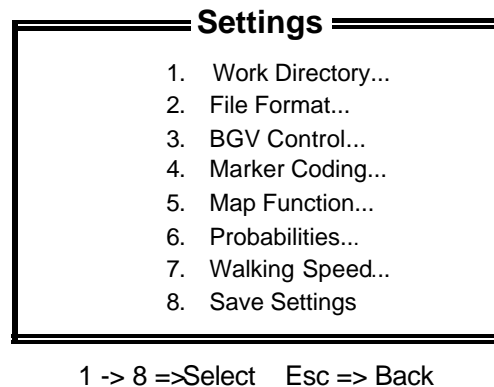 Settings
1. Work Directory...
2. File Format...
3. BGV Control...
4. Marker Coding...
5. Map Function...
6. Probabilities...
7. Walking Speed...
8. Save Settings
1 -> 8 =>Select Esc => Back